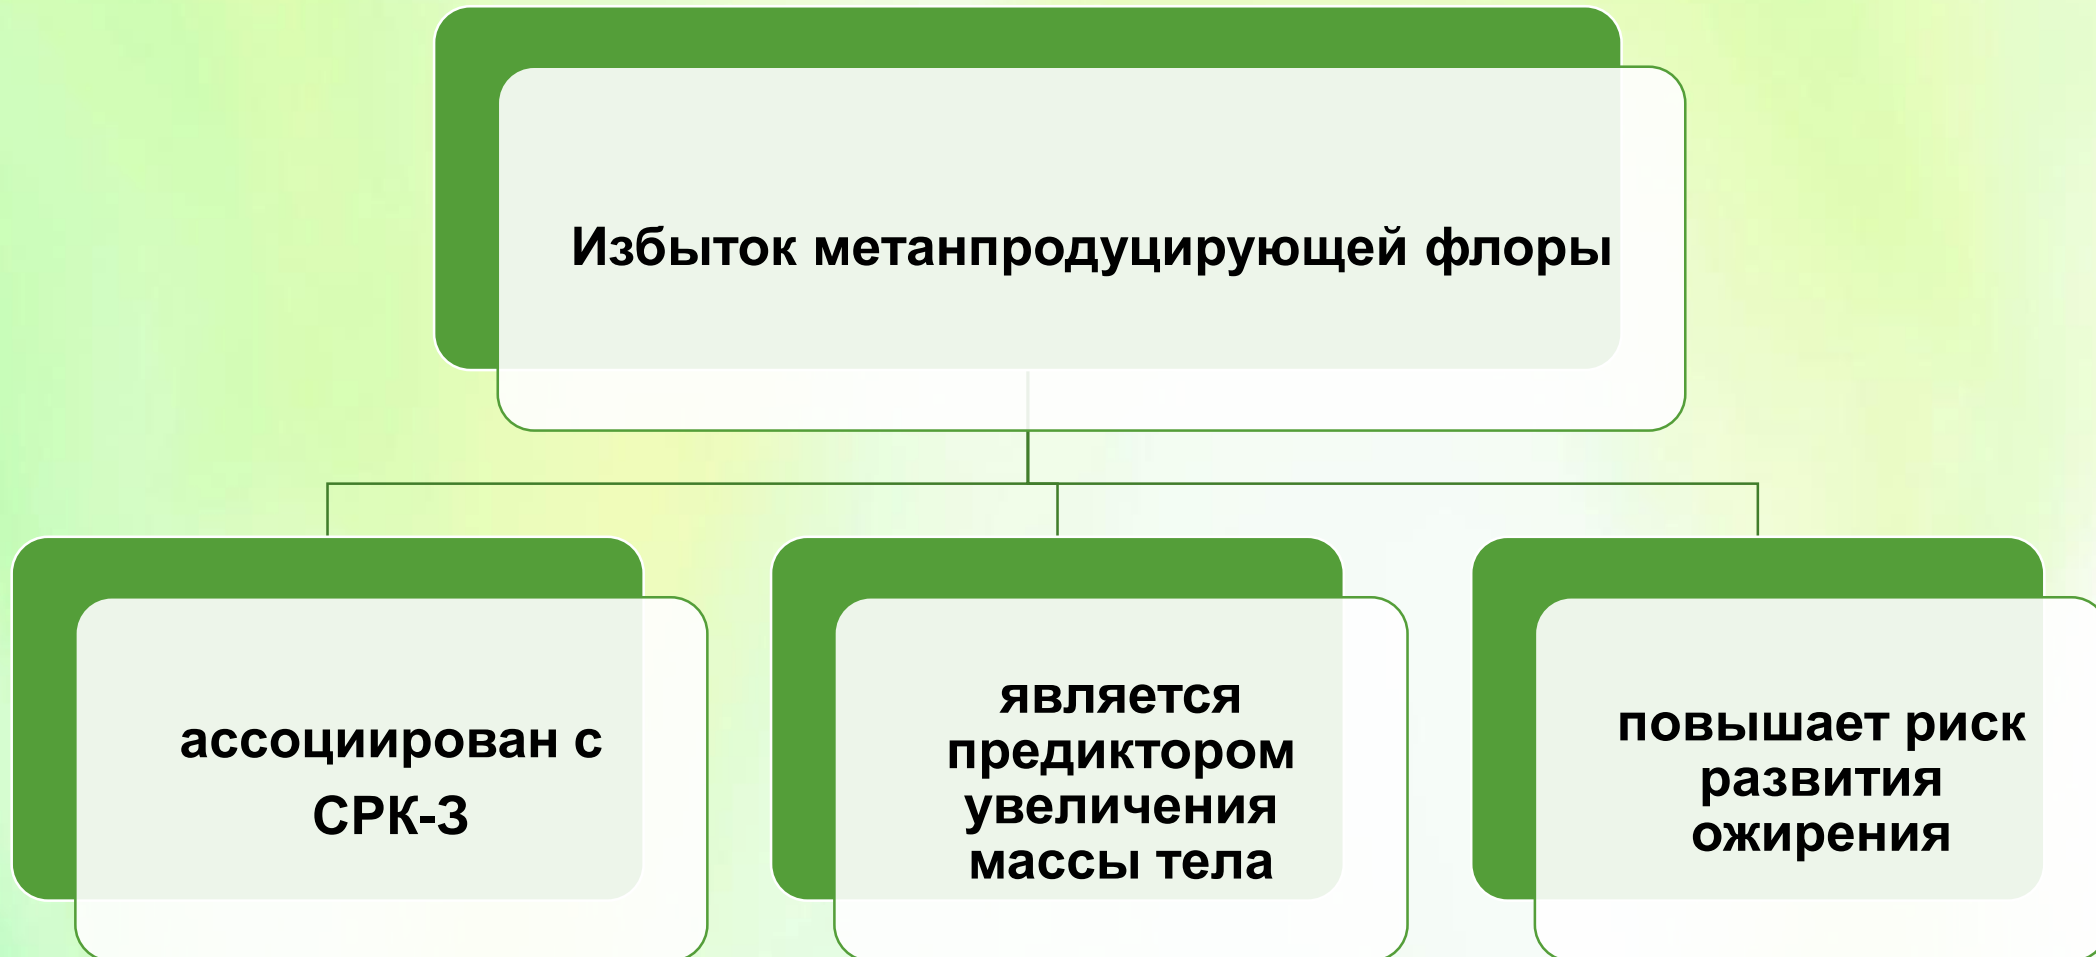 Избыток метанпродуцирующей флоры
ассоциирован с
СРК-З
является
предиктором
увеличения
массы тела
повышает риск
развития
ожирения